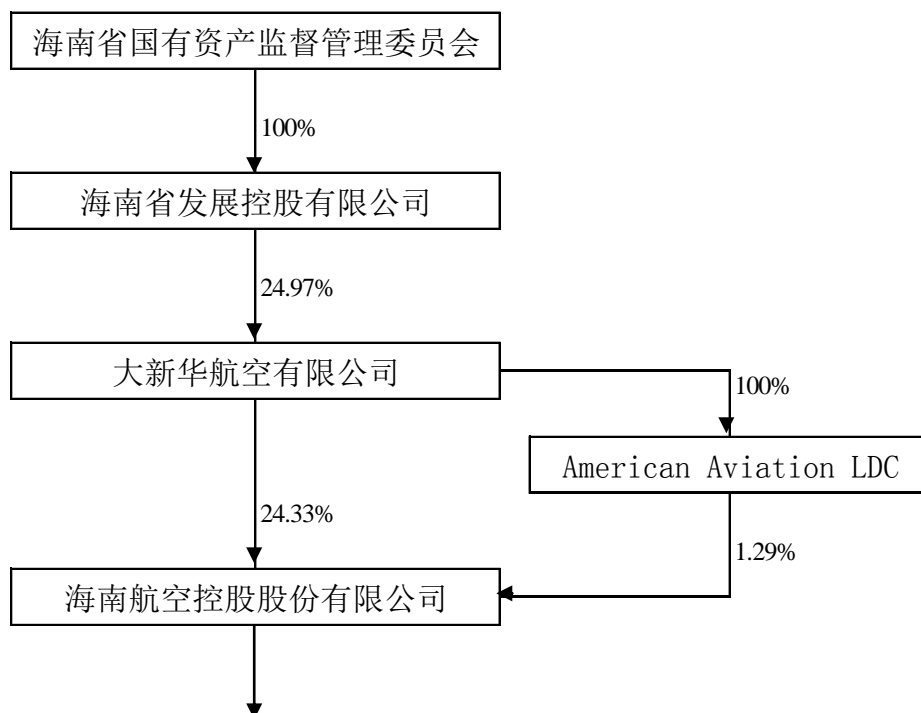 海南省国有资产监督管理委员会
100%
海南省发展控股有限公司
24.97%
大新华航空有限公司
100%
American Aviation LDC
24.33%
1.29%
海南航空控股股份有限公司